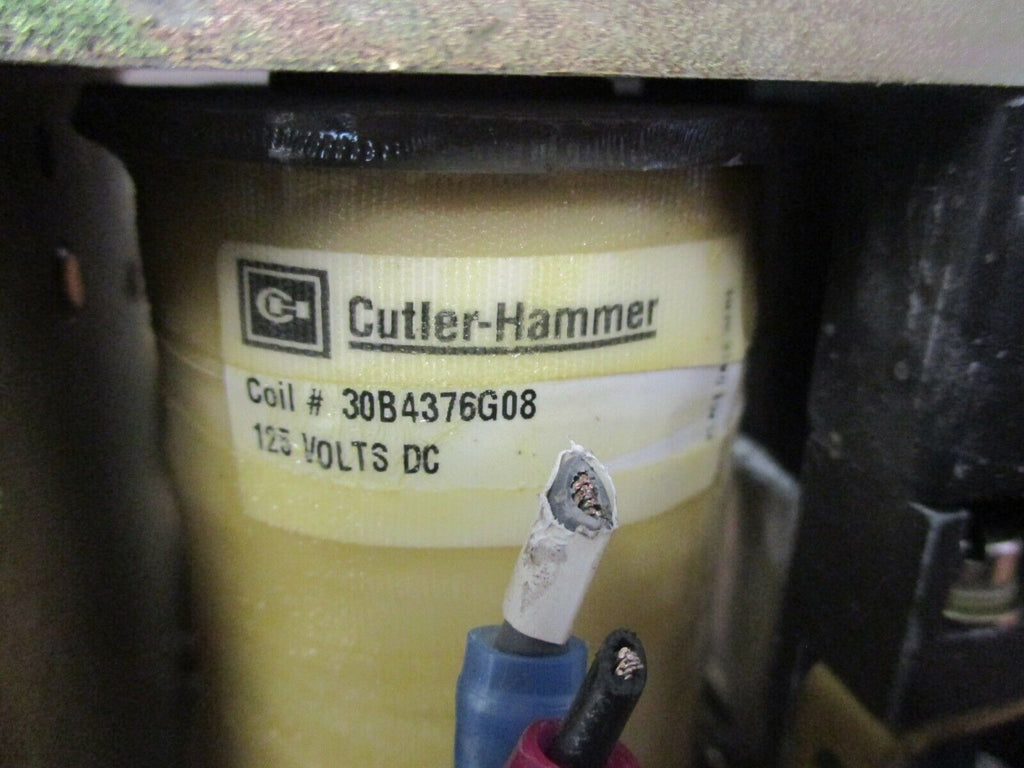 Cutler-Hammer
Coil # 30B4376G08
125 VOLTS DC